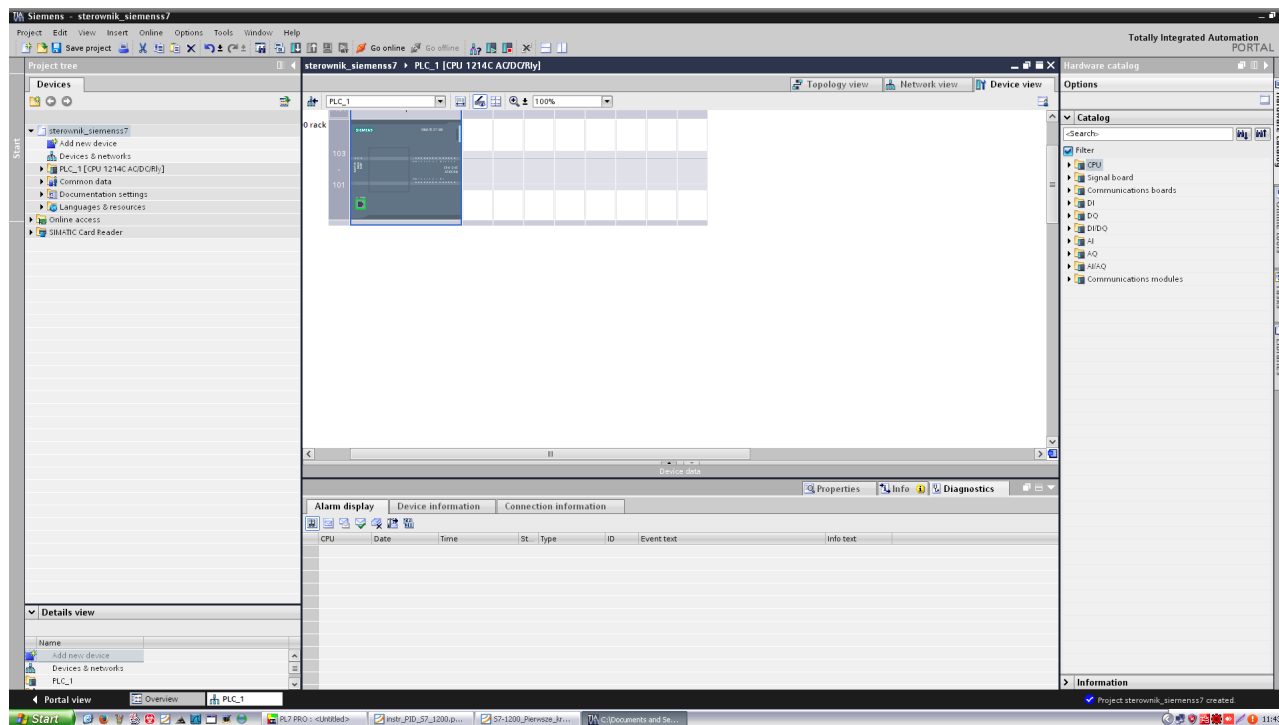 Siemens - sterownik_siemenss7
Project Edit View Insert Online Options Tools Window Help
Totally Integrated Automation
PORTAL
Save project Go online Go offline
Project tree
sterownik_siemenss7 PLC_1 [CPU 1214C AC/DC/Rly]
Hardware catalog
Devices
Topology view Network view Device view
Options
PLC_1 100%
Catalog
<Search>
Filter
CPU
Signal board
Communications boards
DI
DQ
DI/DQ
AI
AQ
AI/AQ
Communications modules
Start
sterownik_siemenss7
Add new device
Devices & networks
PLC_1 [CPU 1214C AC/DC/Rly]
Common data
Documentation settings
Languages & resources
Online access
SIMATIC Card Reader
0 rack
SIEMENS
103
101
Device data
Properties Info Diagnostics
Alarm display Device information Connection information
CPU Date Time St... Type ID Event text Info text
Details view
Name
Add new device
Devices & networks
PLC_1
Information
Portal view Overview PLC_1
Project sterownik_siemenss7 created.
Start PL7 PRO : <Untitled> instr_PID_S7_1200.p... S7-1200_Pierwsze_kr... C:\Documents and Se...